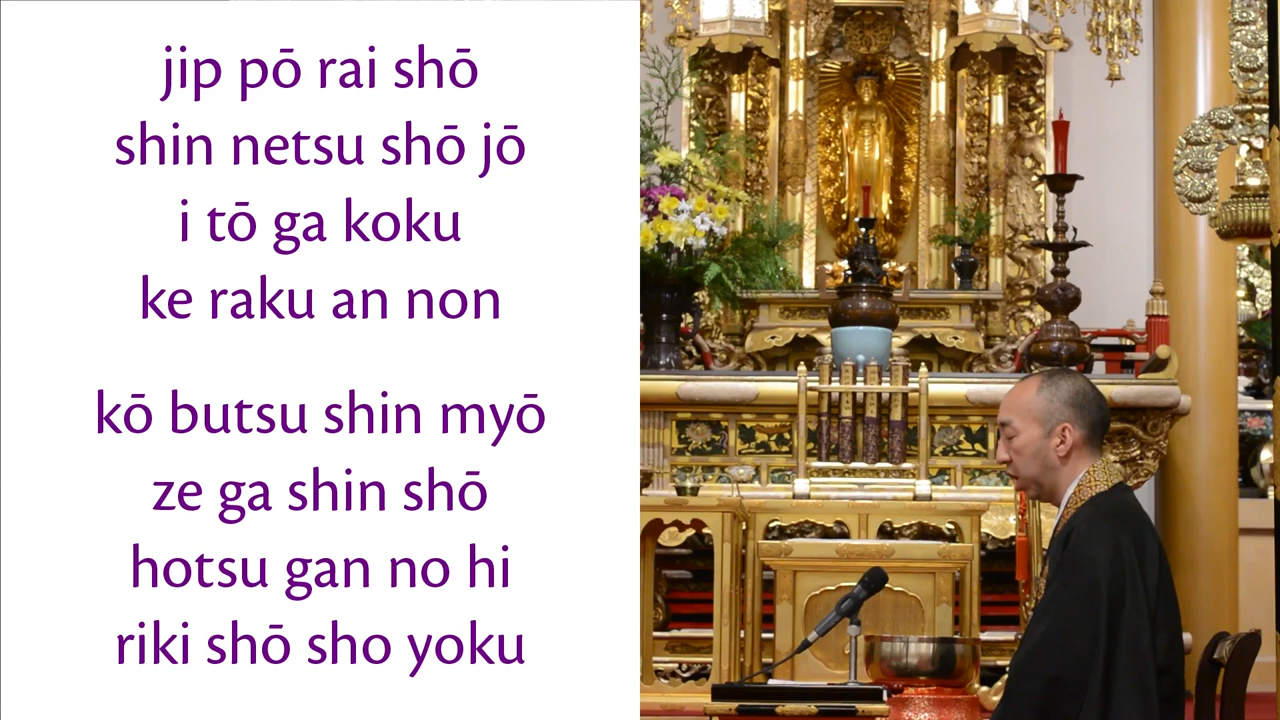 jip pō rai shō
shin netsu shō jō
i tō ga koku
ke raku an non
kō butsu shin myō
ze ga shin shō
hotsu gan no hi
riki shō sho yoku